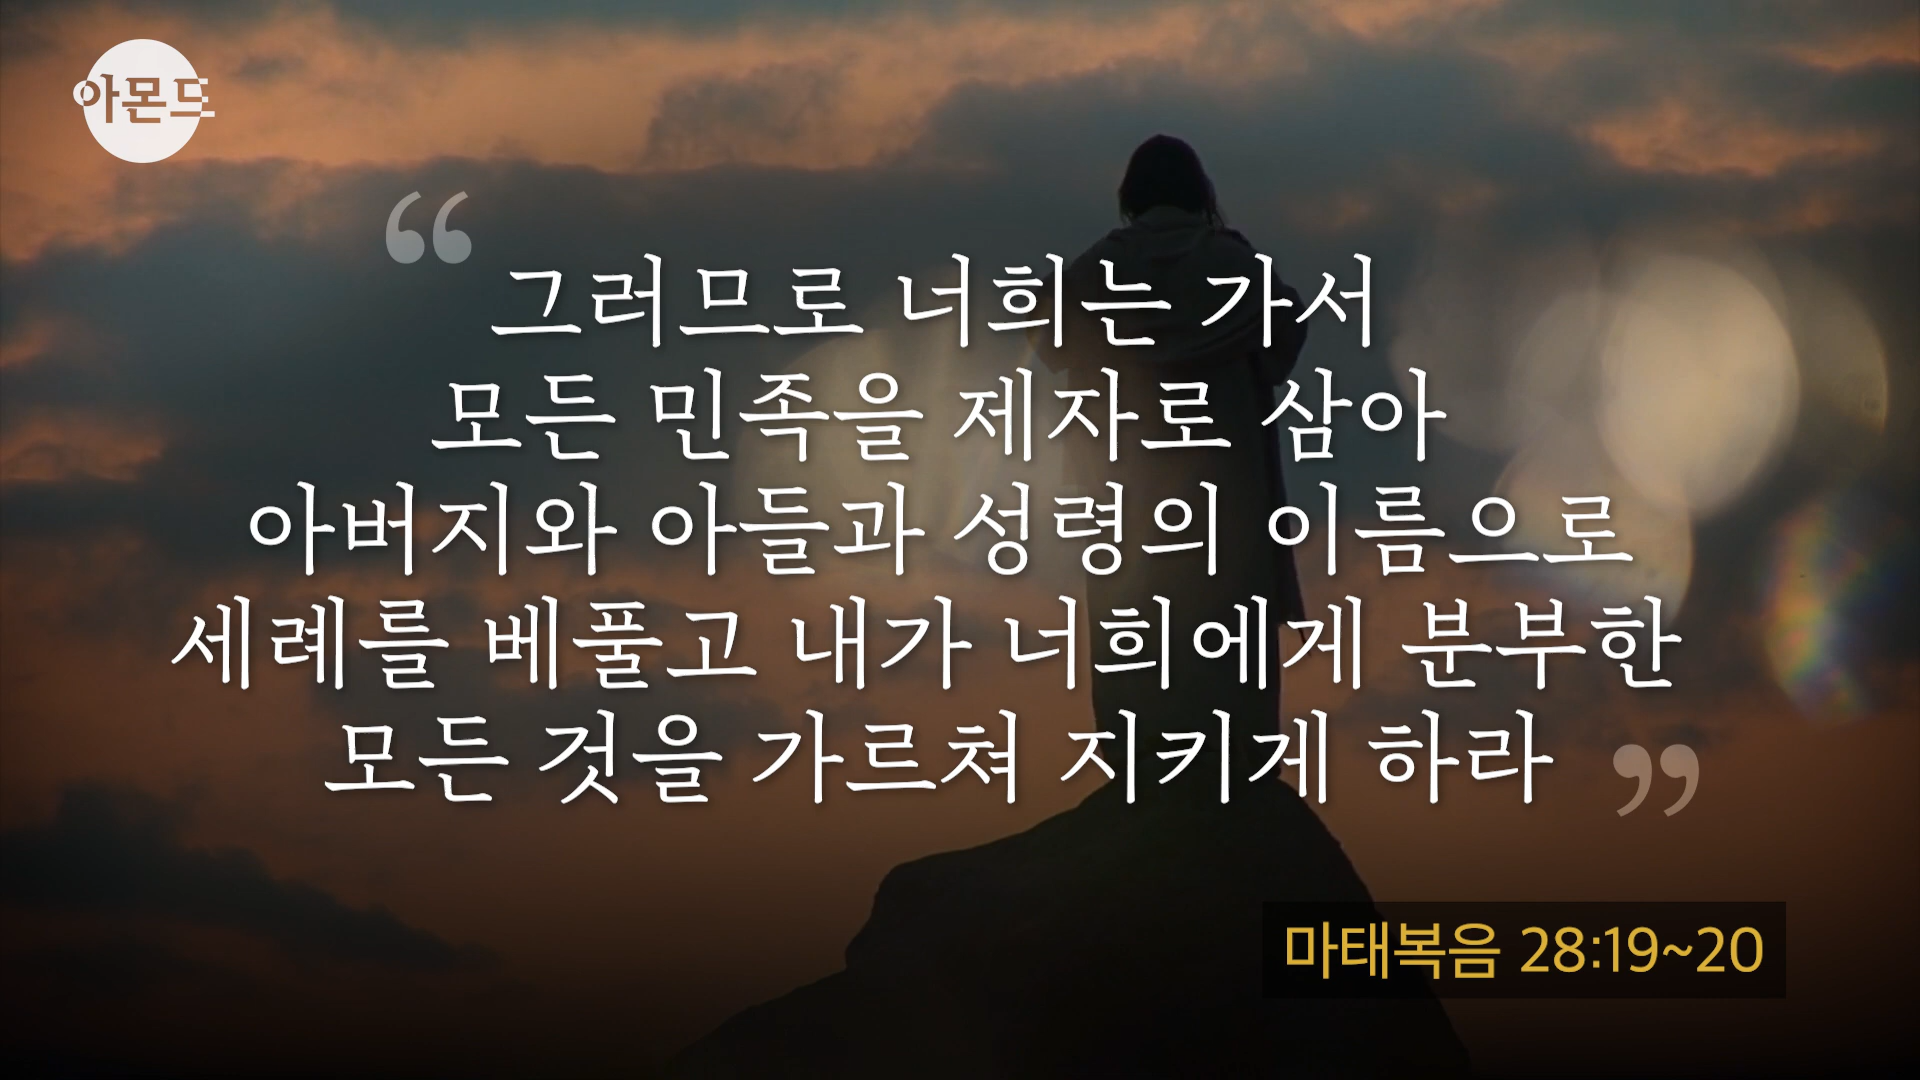 아몬드
“
그러므로 너희는 가서
모든 민족을 제자로 삼아
아버지와 아들과 성령의 이름으로
세례를 베풀고 내가 너희에게 분부한
모든 것을 가르쳐 지키게 하라 ”
마태복음 28:19~20